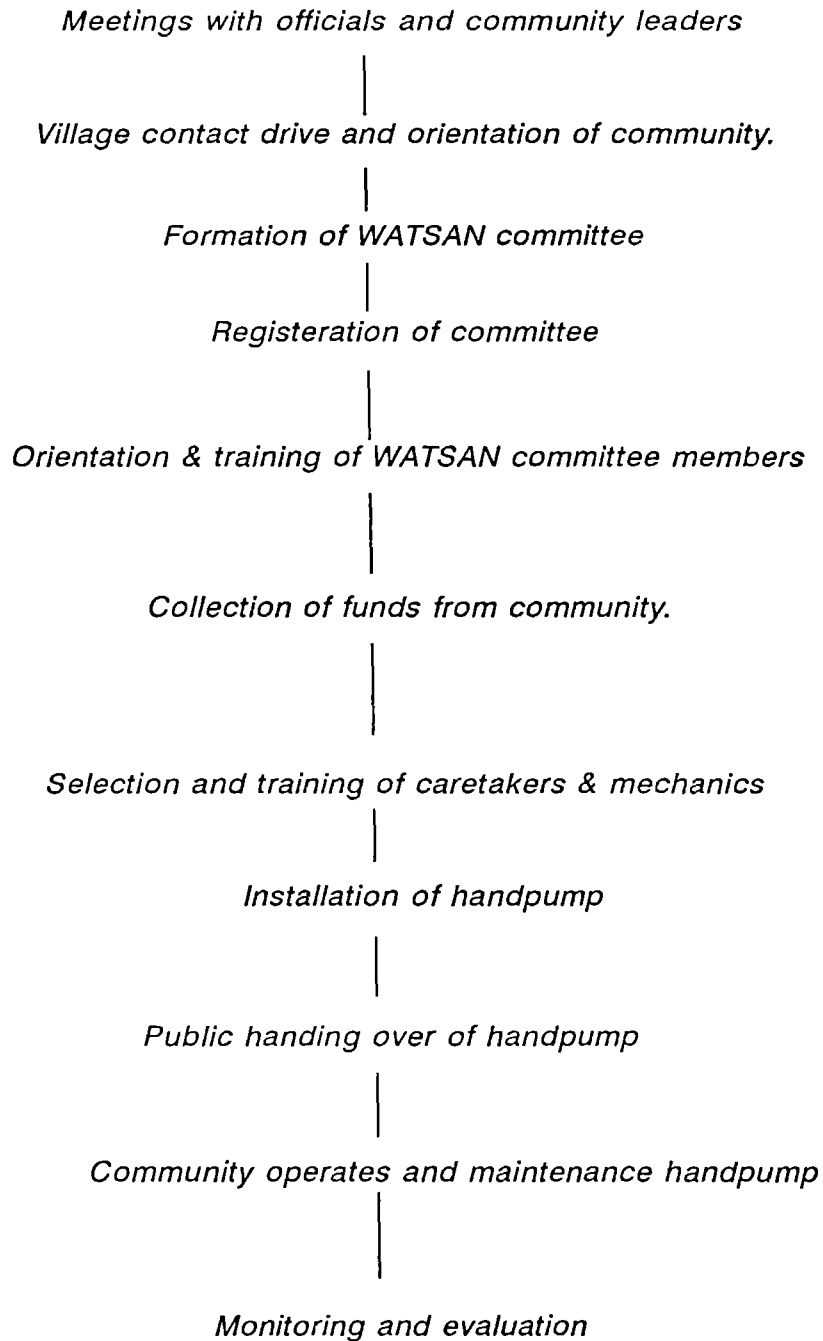 Meetings with officials and community leaders
Village contact drive and orientation of community.
Formation of WATSAN committee
Registeration of committee
Orientation & training of WATSAN committee members
Collection of funds from community.
Selection and training of caretakers & mechanics
Installation of handpump
Public handing over of handpump
Community operates and maintenance handpump
Monitoring and evaluation